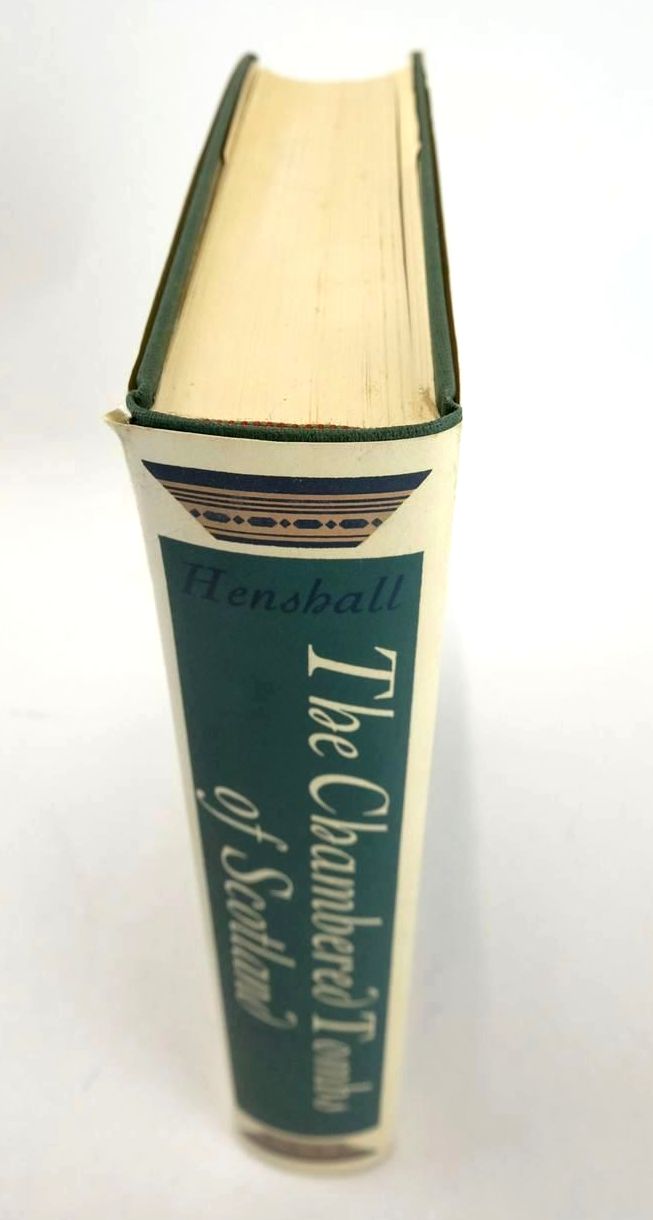 Henshall
The Chambered Tombs
of Scotland